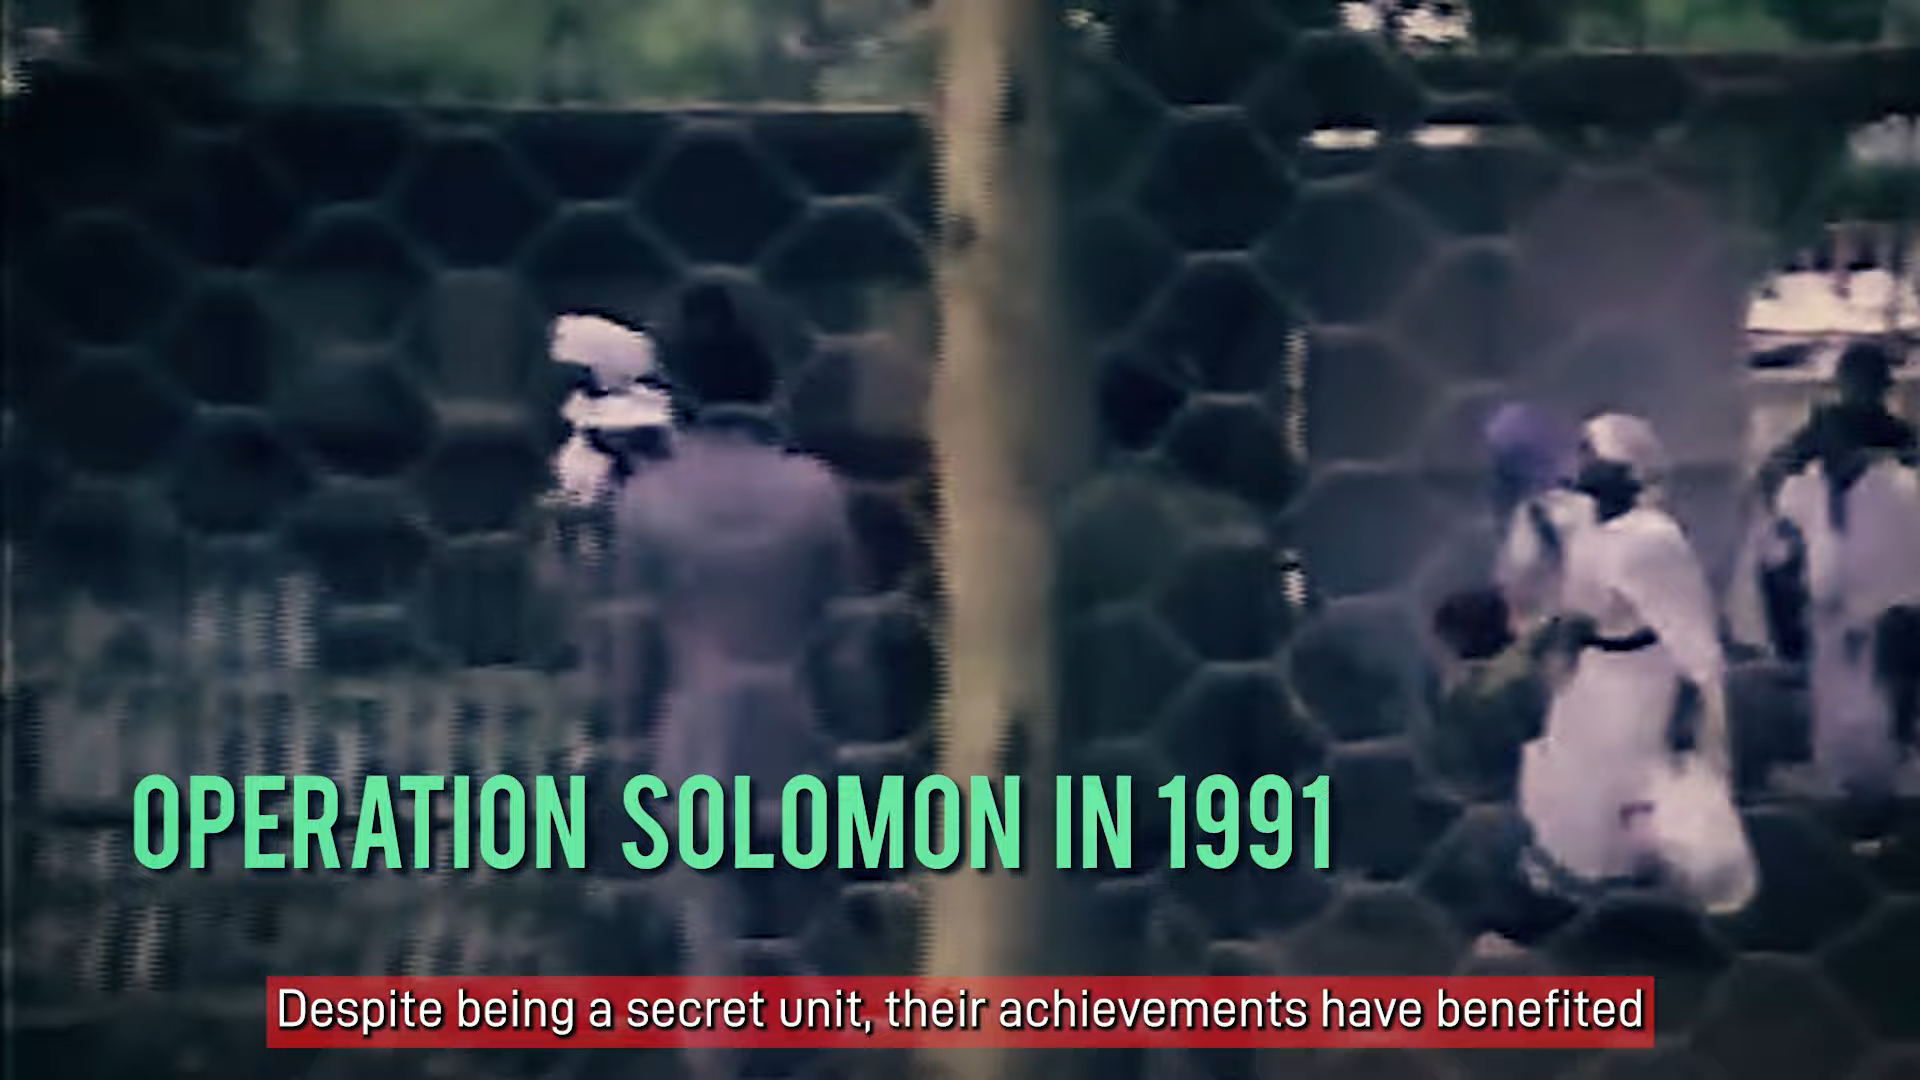 OPERATION SOLOMON IN 1991
Despite being a secret unit, their achievements have benefited